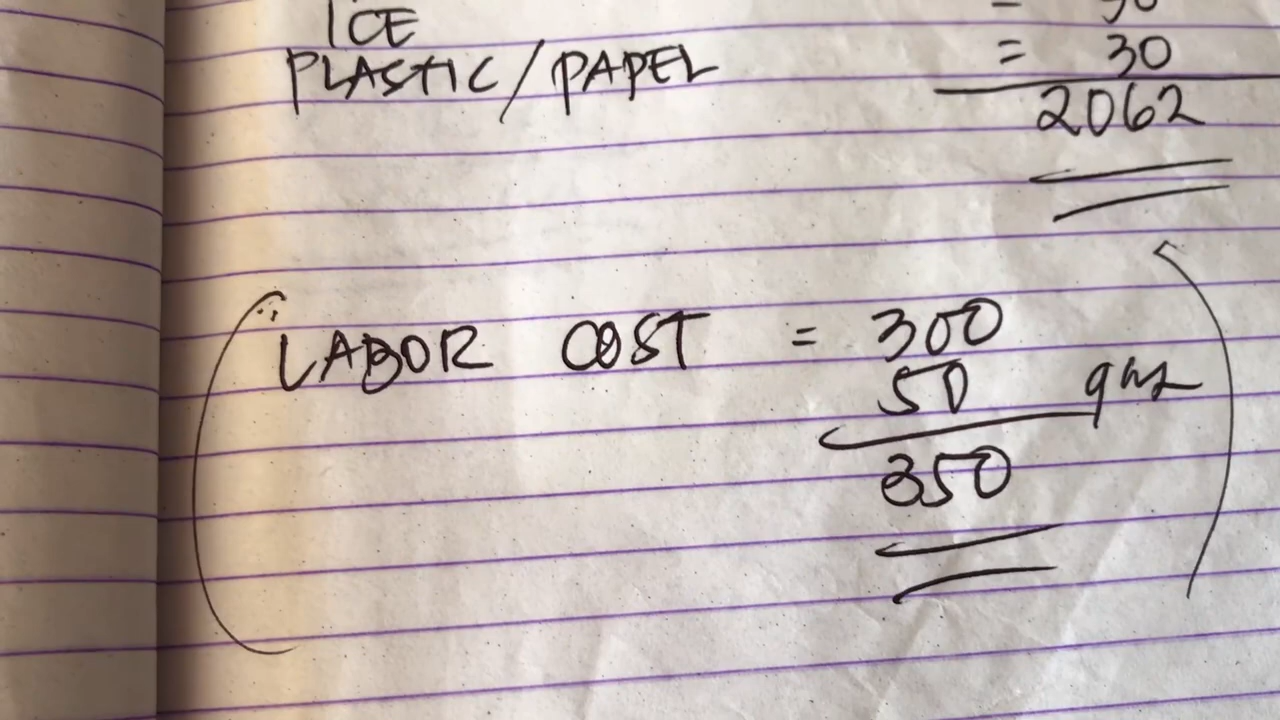 ICE
PLASTIC/PAPEL = 30
2062
LABOR COST = 300
50
350